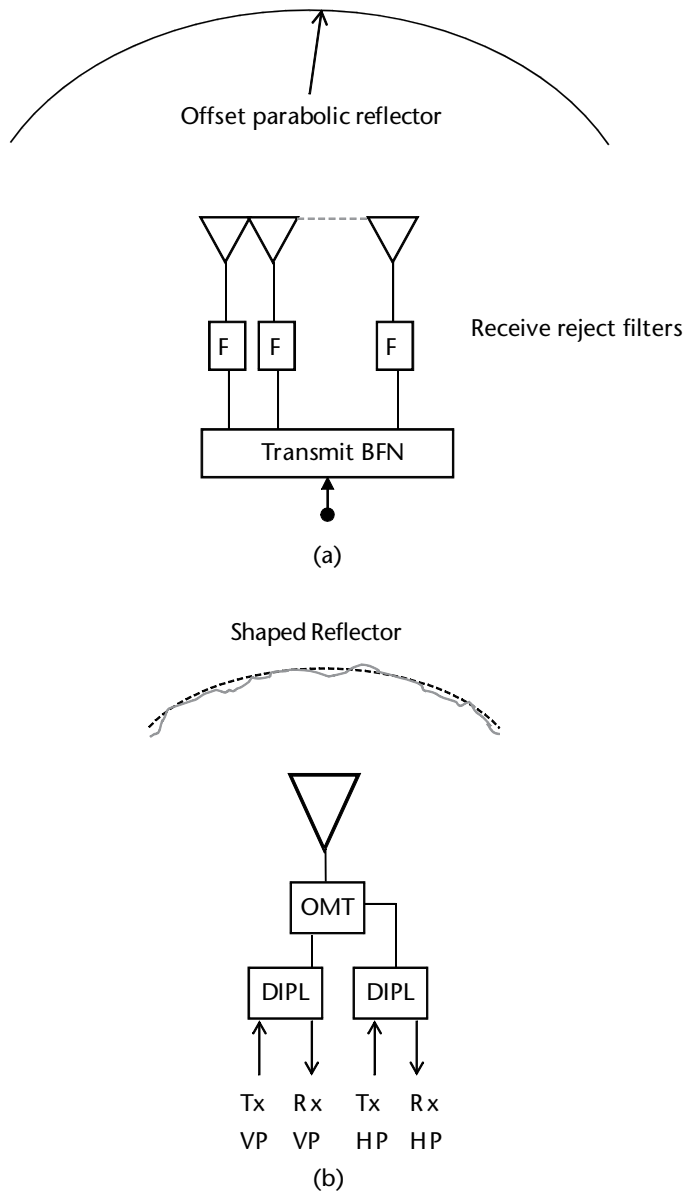 Offset parabolic reflector
F F F
Receive reject filters
Transmit BFN
(a)
Shaped Reflector
OMT
DIPL DIPL
Tx Rx Tx Rx
VP VP HP HP
(b)